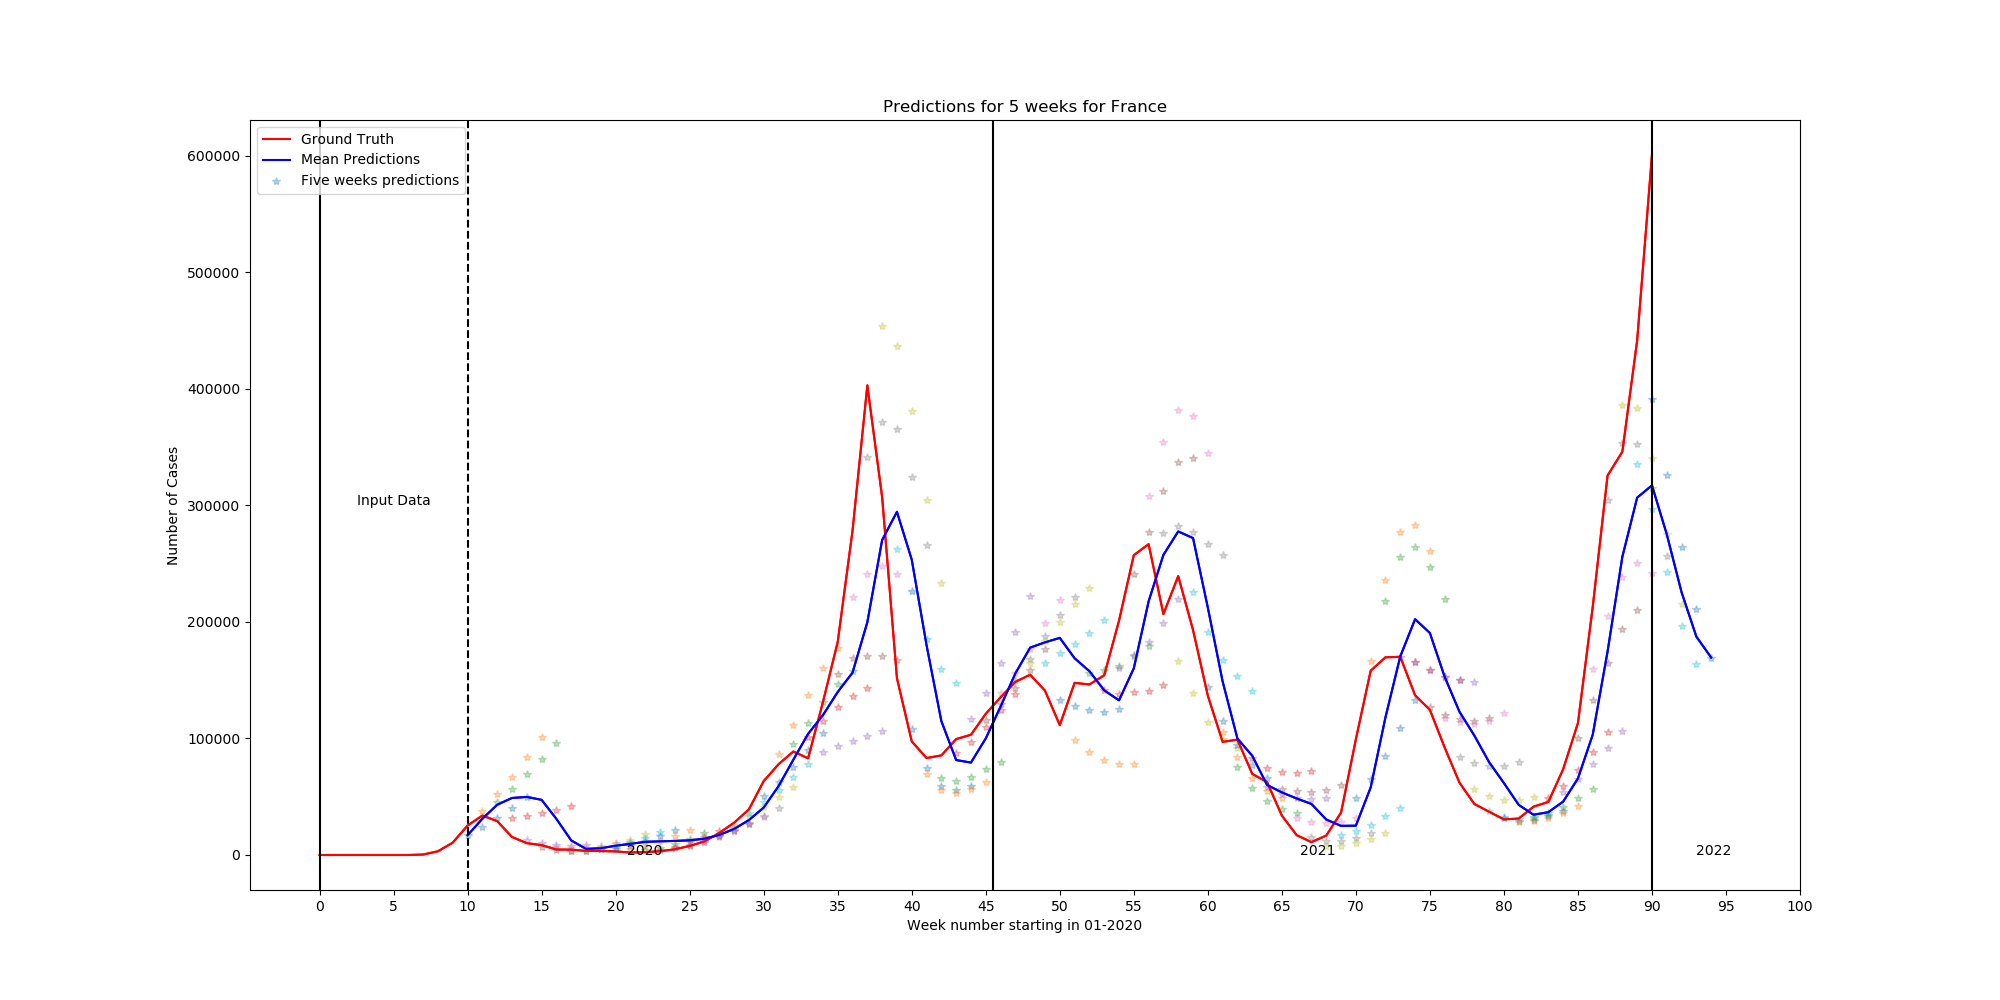 Predictions for 5 weeks for France
Ground Truth
Mean Predictions
Five weeks predictions
600000
500000
400000
300000
200000
100000
0
Number of Cases
Input Data
2020
2021
2022
0 5 10 15 20 25 30 35 40 45 50 55 60 65 70 75 80 85 90 95 100
Week number starting in 01-2020